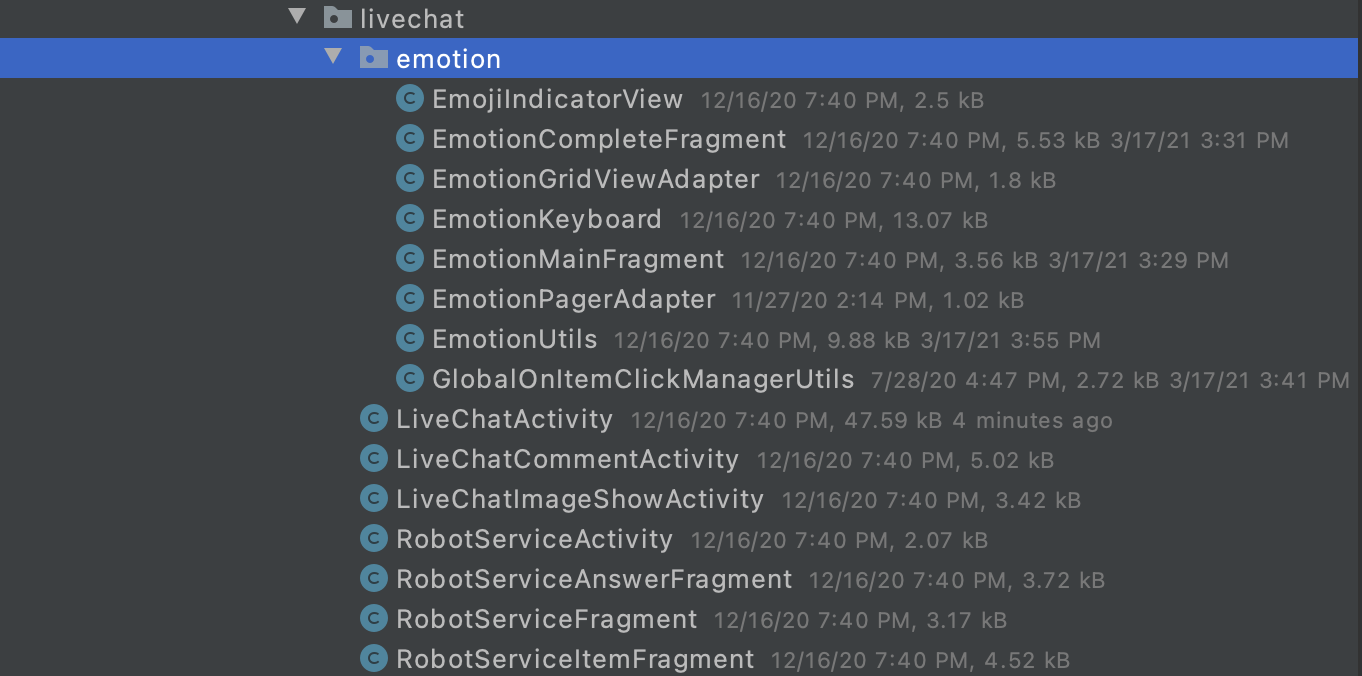 livechat
emotion
EmojiIndicatorView 12/16/20 7:40 PM, 2.5 kB
EmotionCompleteFragment 12/16/20 7:40 PM, 5.53 kB 3/17/21 3:31 PM
EmotionGridViewAdapter 12/16/20 7:40 PM, 1.8 kB
EmotionKeyboard 12/16/20 7:40 PM, 13.07 kB
EmotionMainFragment 12/16/20 7:40 PM, 3.56 kB 3/17/21 3:29 PM
EmotionPagerAdapter 11/27/20 2:14 PM, 1.02 kB
EmotionUtils 12/16/20 7:40 PM, 9.88 kB 3/17/21 3:55 PM
GlobalOnItemClickManagerUtils 7/28/20 4:47 PM, 2.72 kB 3/17/21 3:41 PM
LiveChatActivity 12/16/20 7:40 PM, 47.59 kB 4 minutes ago
LiveChatCommentActivity 12/16/20 7:40 PM, 5.02 kB
LiveChatImageShowActivity 12/16/20 7:40 PM, 3.42 kB
RobotServiceActivity 12/16/20 7:40 PM, 2.07 kB
RobotServiceAnswerFragment 12/16/20 7:40 PM, 3.72 kB
RobotServiceFragment 12/16/20 7:40 PM, 3.17 kB
RobotServiceItemFragment 12/16/20 7:40 PM, 4.52 kB